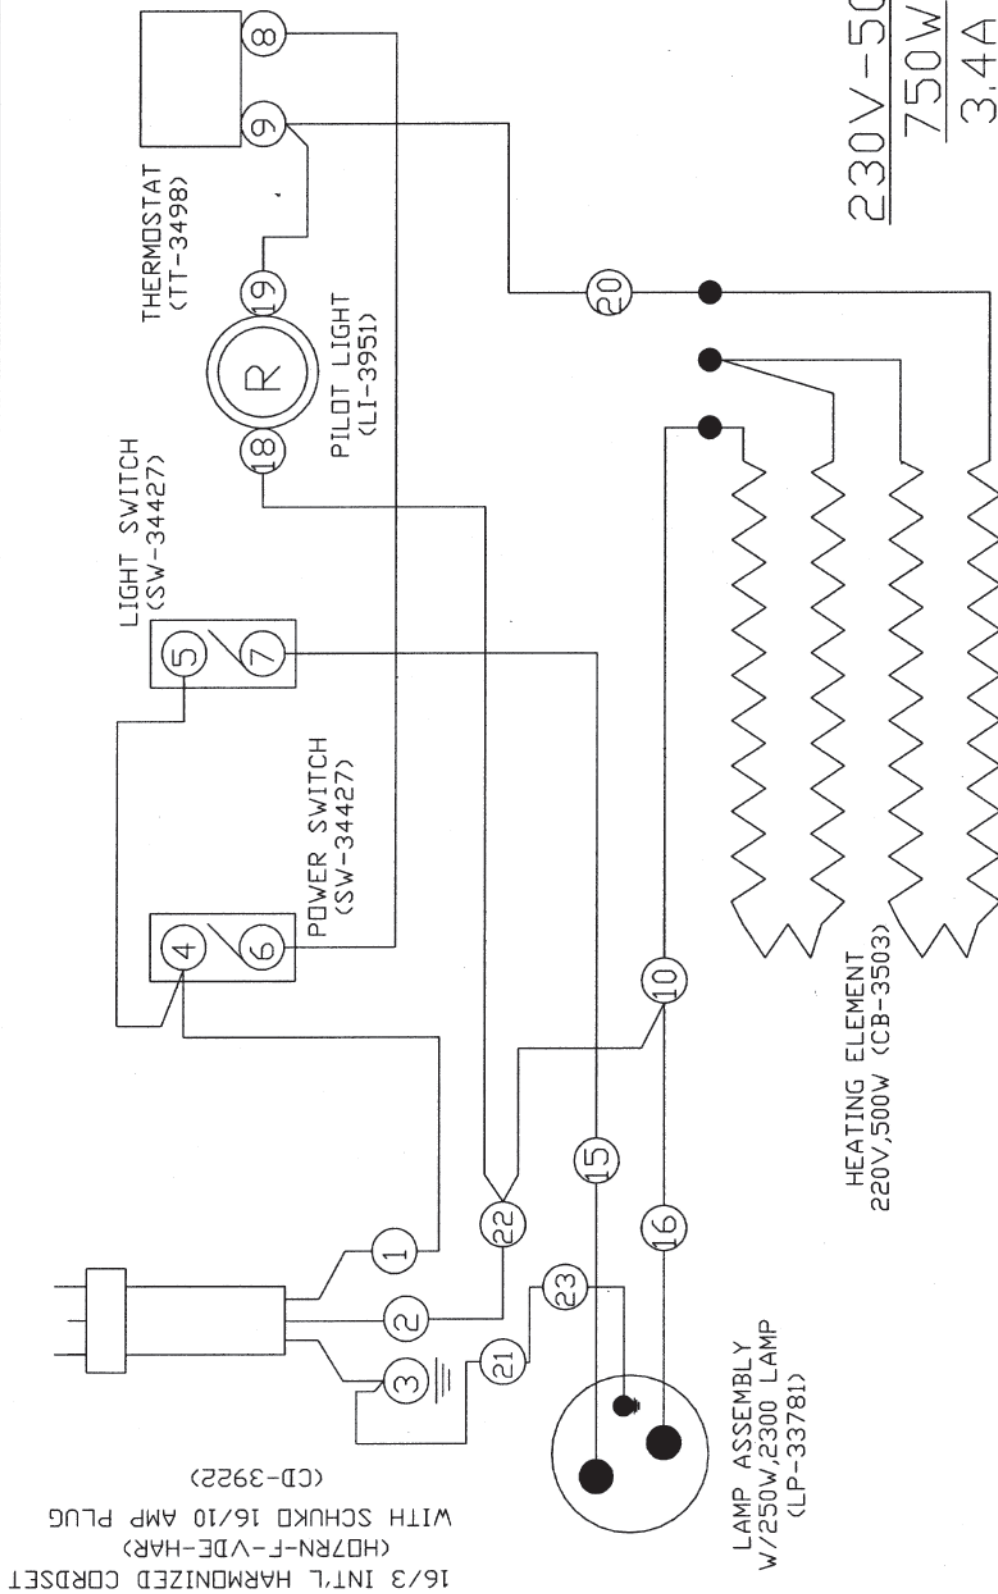 16/3 INT'L HARMONIZED CORDSET
(HO7RN-F-VDE-HAR)
WITH SCHUKO 16/10 AMP PLUG
(CD-3922)
1
2
3
21
22
23
15
16
10
LAMP ASSEMBLY
W/250W,2300 LAMP
(LP-33781)
4
6
POWER SWITCH
(SW-34427)
LIGHT SWITCH
(SW-34427)
5
7
18
R
19
PILOT LIGHT
(LI-3951)
THERMOSTAT
(TT-3498)
8
9
20
HEATING ELEMENT
220V,500W (CB-3503)
230V-50
750W
3.4A